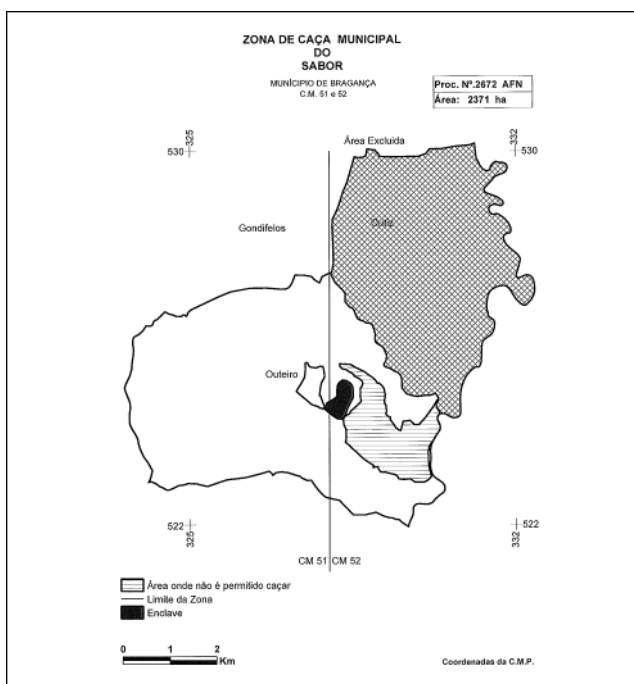 ZONA DE CAÇA MUNICIPAL
DO
SABOR
MUNÍCIPIO DE BRAGANÇA
C.M. 51 e 52
Proc. Nº.2672 AFN
Área: 2371 ha
325
332
Área Excluida
530
530
Gondifelos
Outiz
Outeiro
522
522
325
332
CM 51
CM 52
Área onde não é permitido caçar
Limite da Zona
Enclave
0 1 2
Km
Coordenadas da C.M.P.